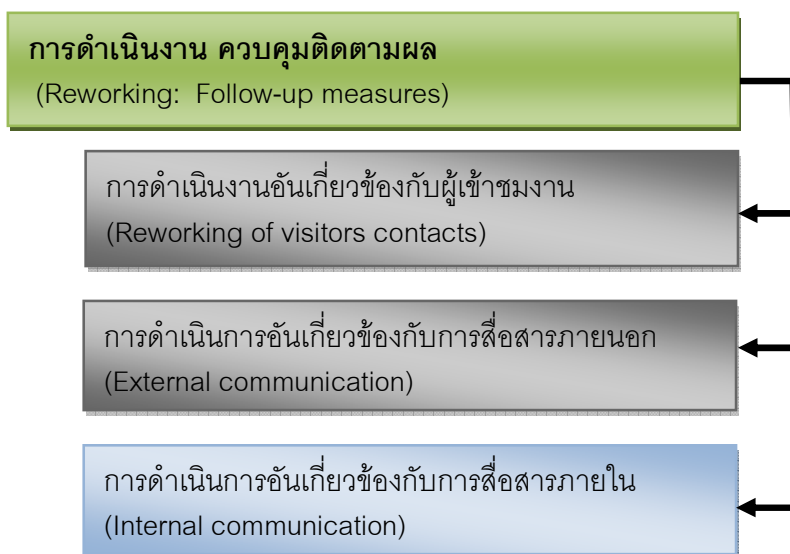 การดำเนินงาน ควบคุมติดตามผล
(Reworking: Follow-up measures)
การดำเนินงานอันเกี่ยวข้องกับผู้เข้าชมงาน
(Reworking of visitors contacts)
การดำเนินการอันเกี่ยวข้องกับการสื่อสารภายนอก
(External communication)
การดำเนินการอันเกี่ยวข้องกับการสื่อสารภายใน
(Internal communication)